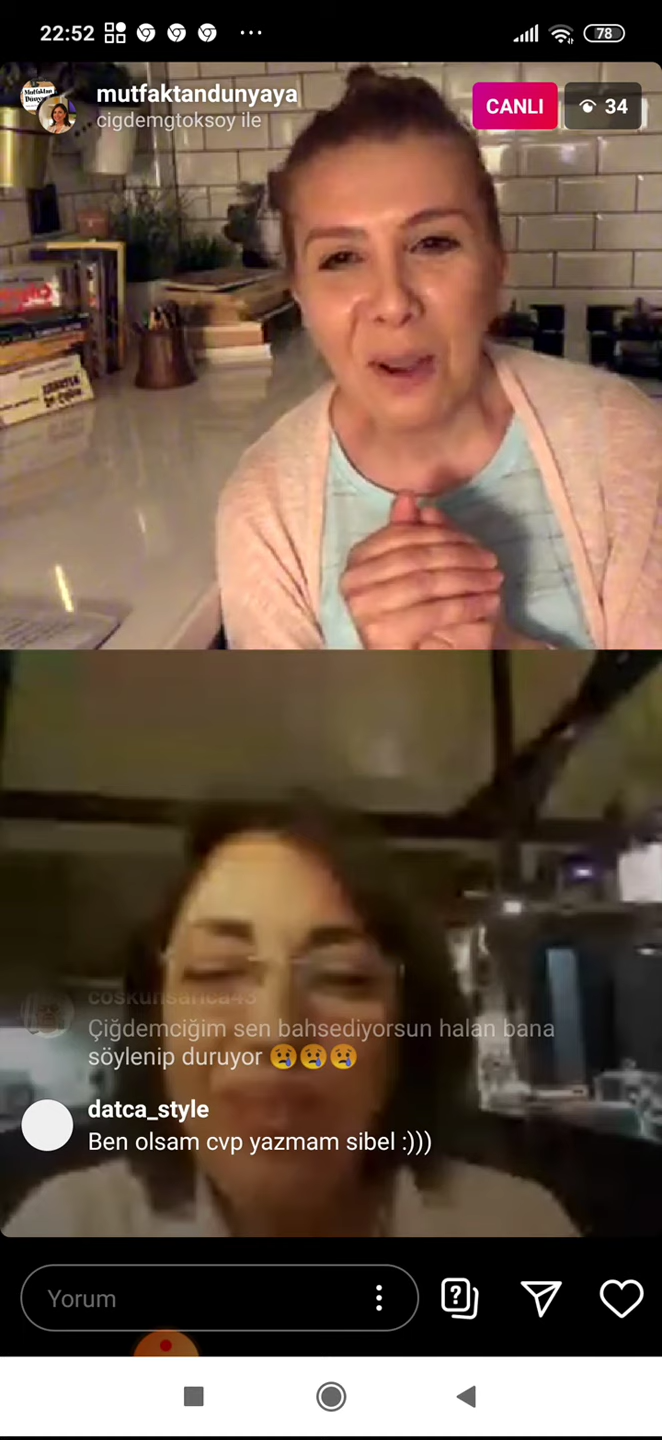 22:52
78
mutfaktandunyaya
cigdemgtoksoy ile
CANLI
34
coskunsarica43
Çiğdemciğim sen bahsediyorsun halan bana
söylenip duruyor 😢😢😢
datca_style
Ben olsam cvp yazmam sibel :)))
Yorum